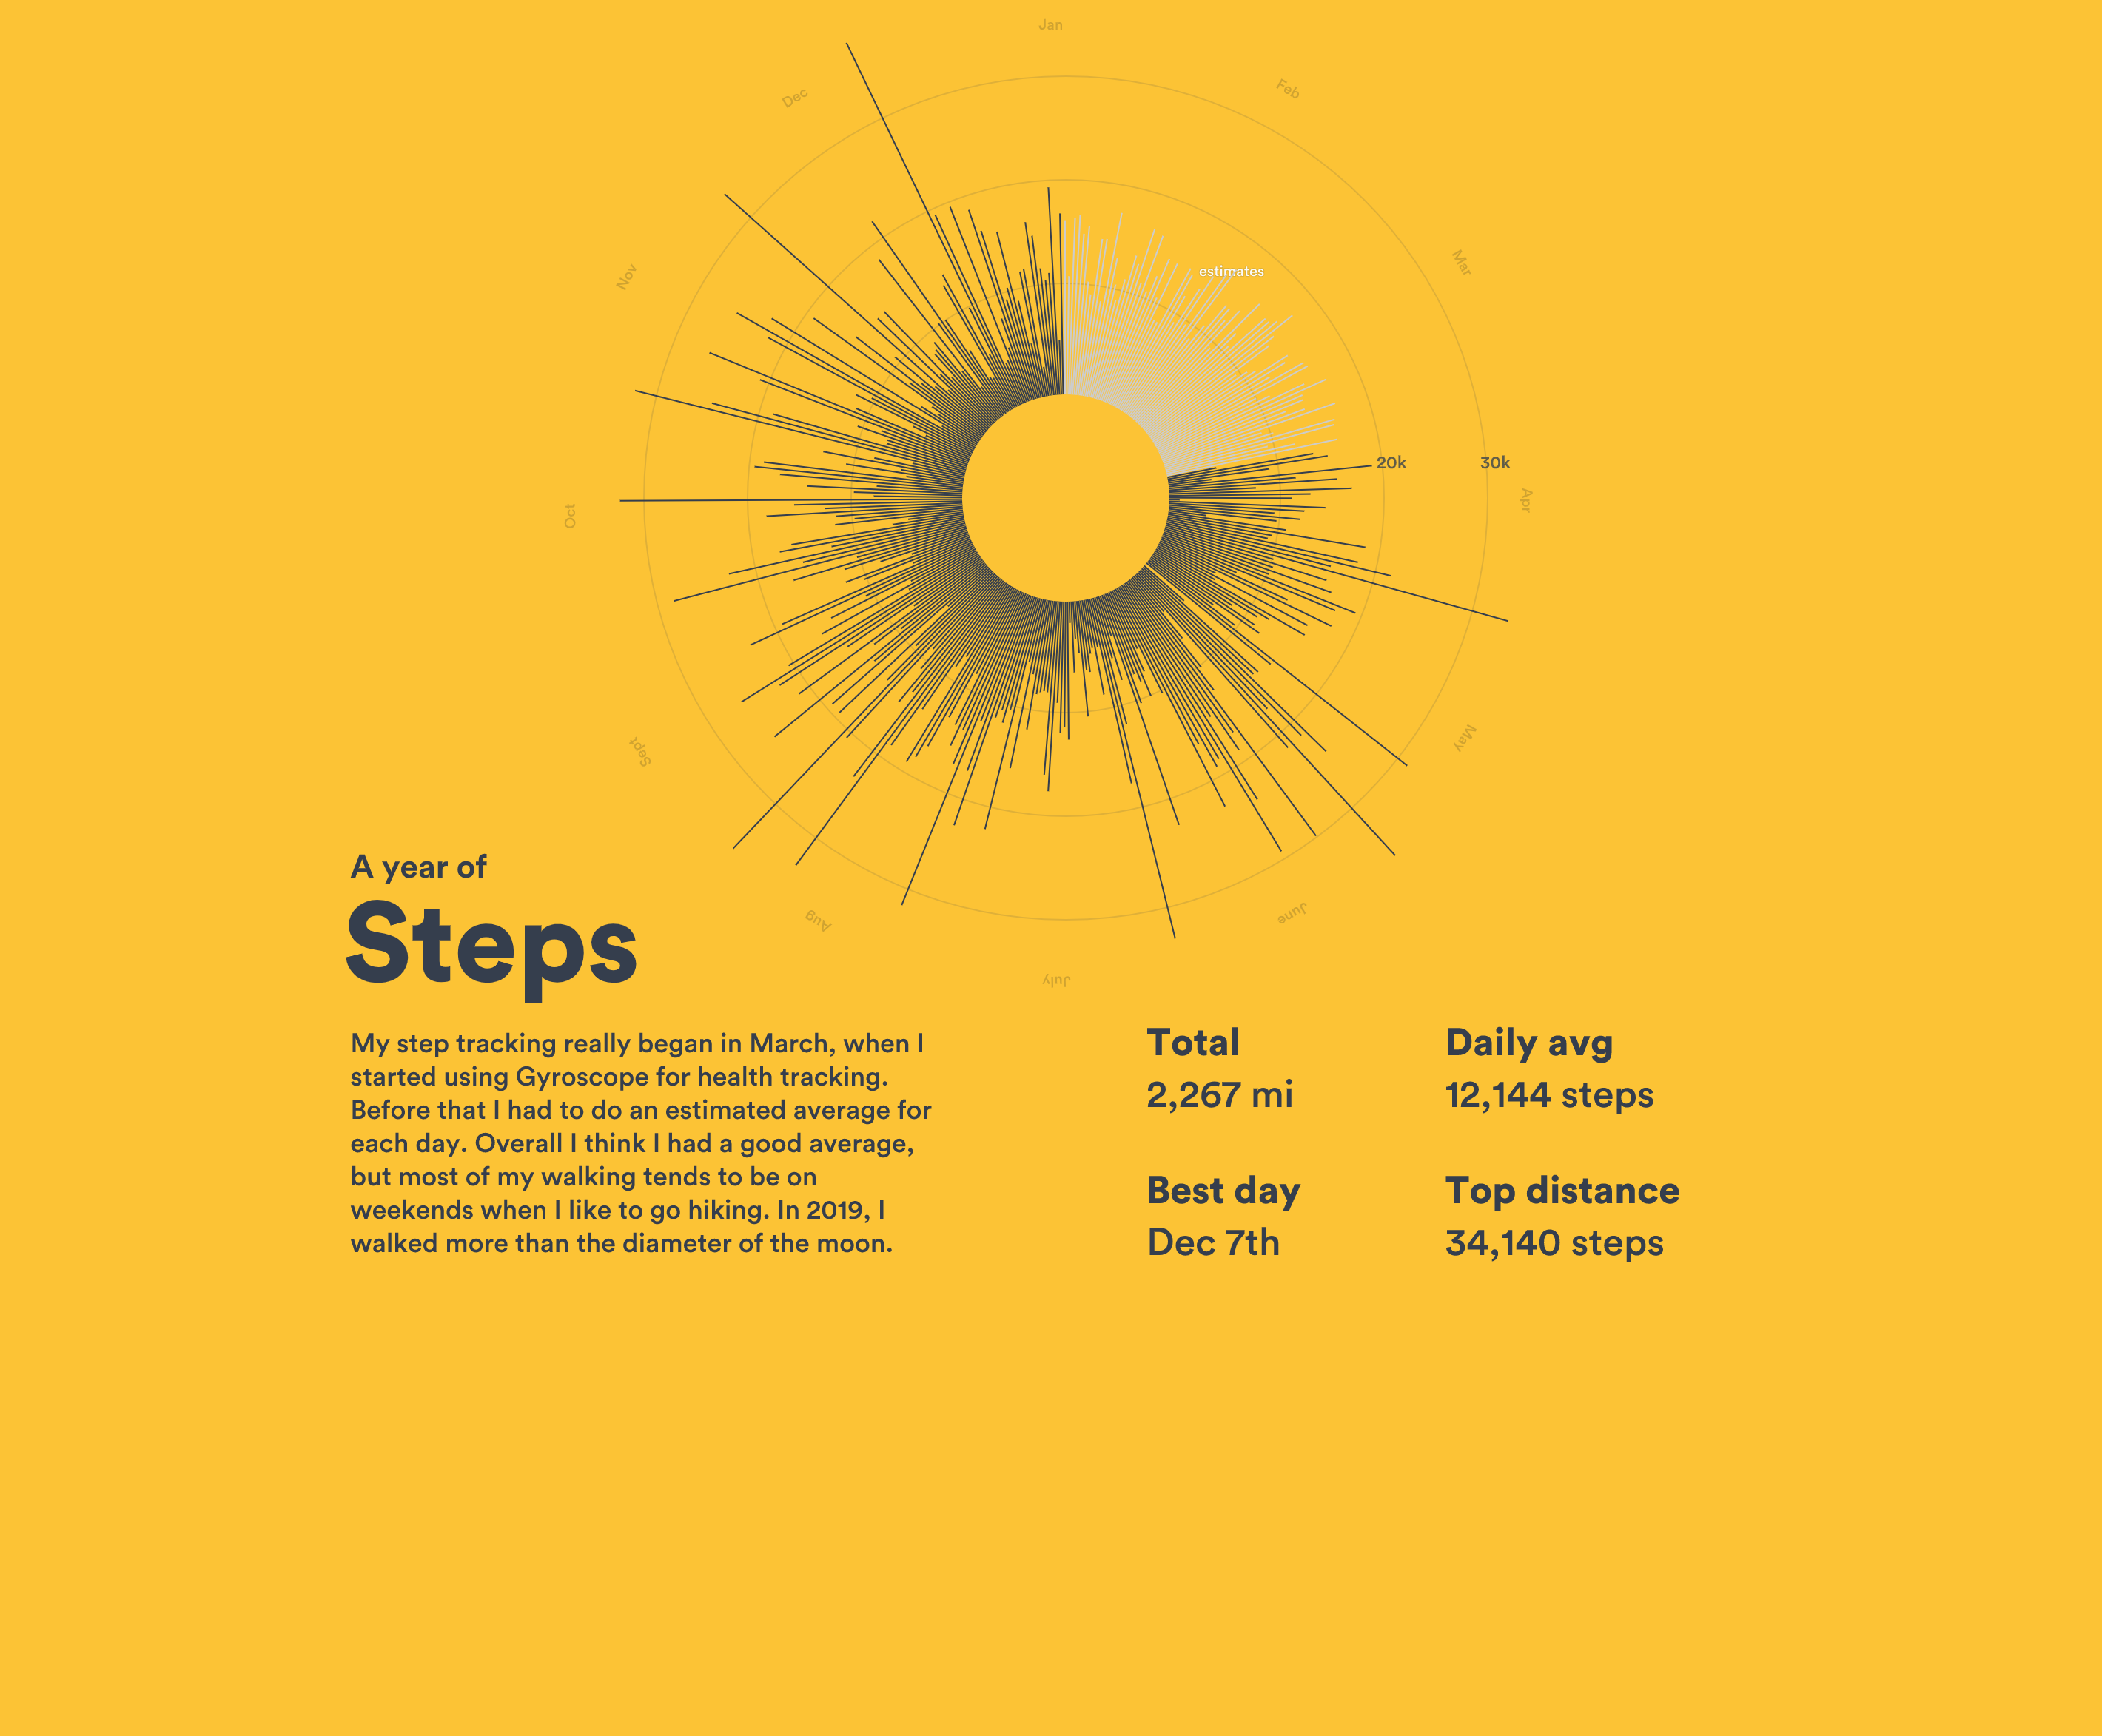 Jan
Feb
Mar
Apr
May
June
July
Aug
Sept
Oct
Nov
Dec
estimates
20k
30k
A year of
Steps
My step tracking really began in March, when I
started using Gyroscope for health tracking.
Before that I had to do an estimated average for
each day. Overall I think I had a good average,
but most of my walking tends to be on
weekends when I like to go hiking. In 2019, I
walked more than the diameter of the moon.
Total
2,267 mi
Daily avg
12,144 steps
Best day
Dec 7th
Top distance
34,140 steps